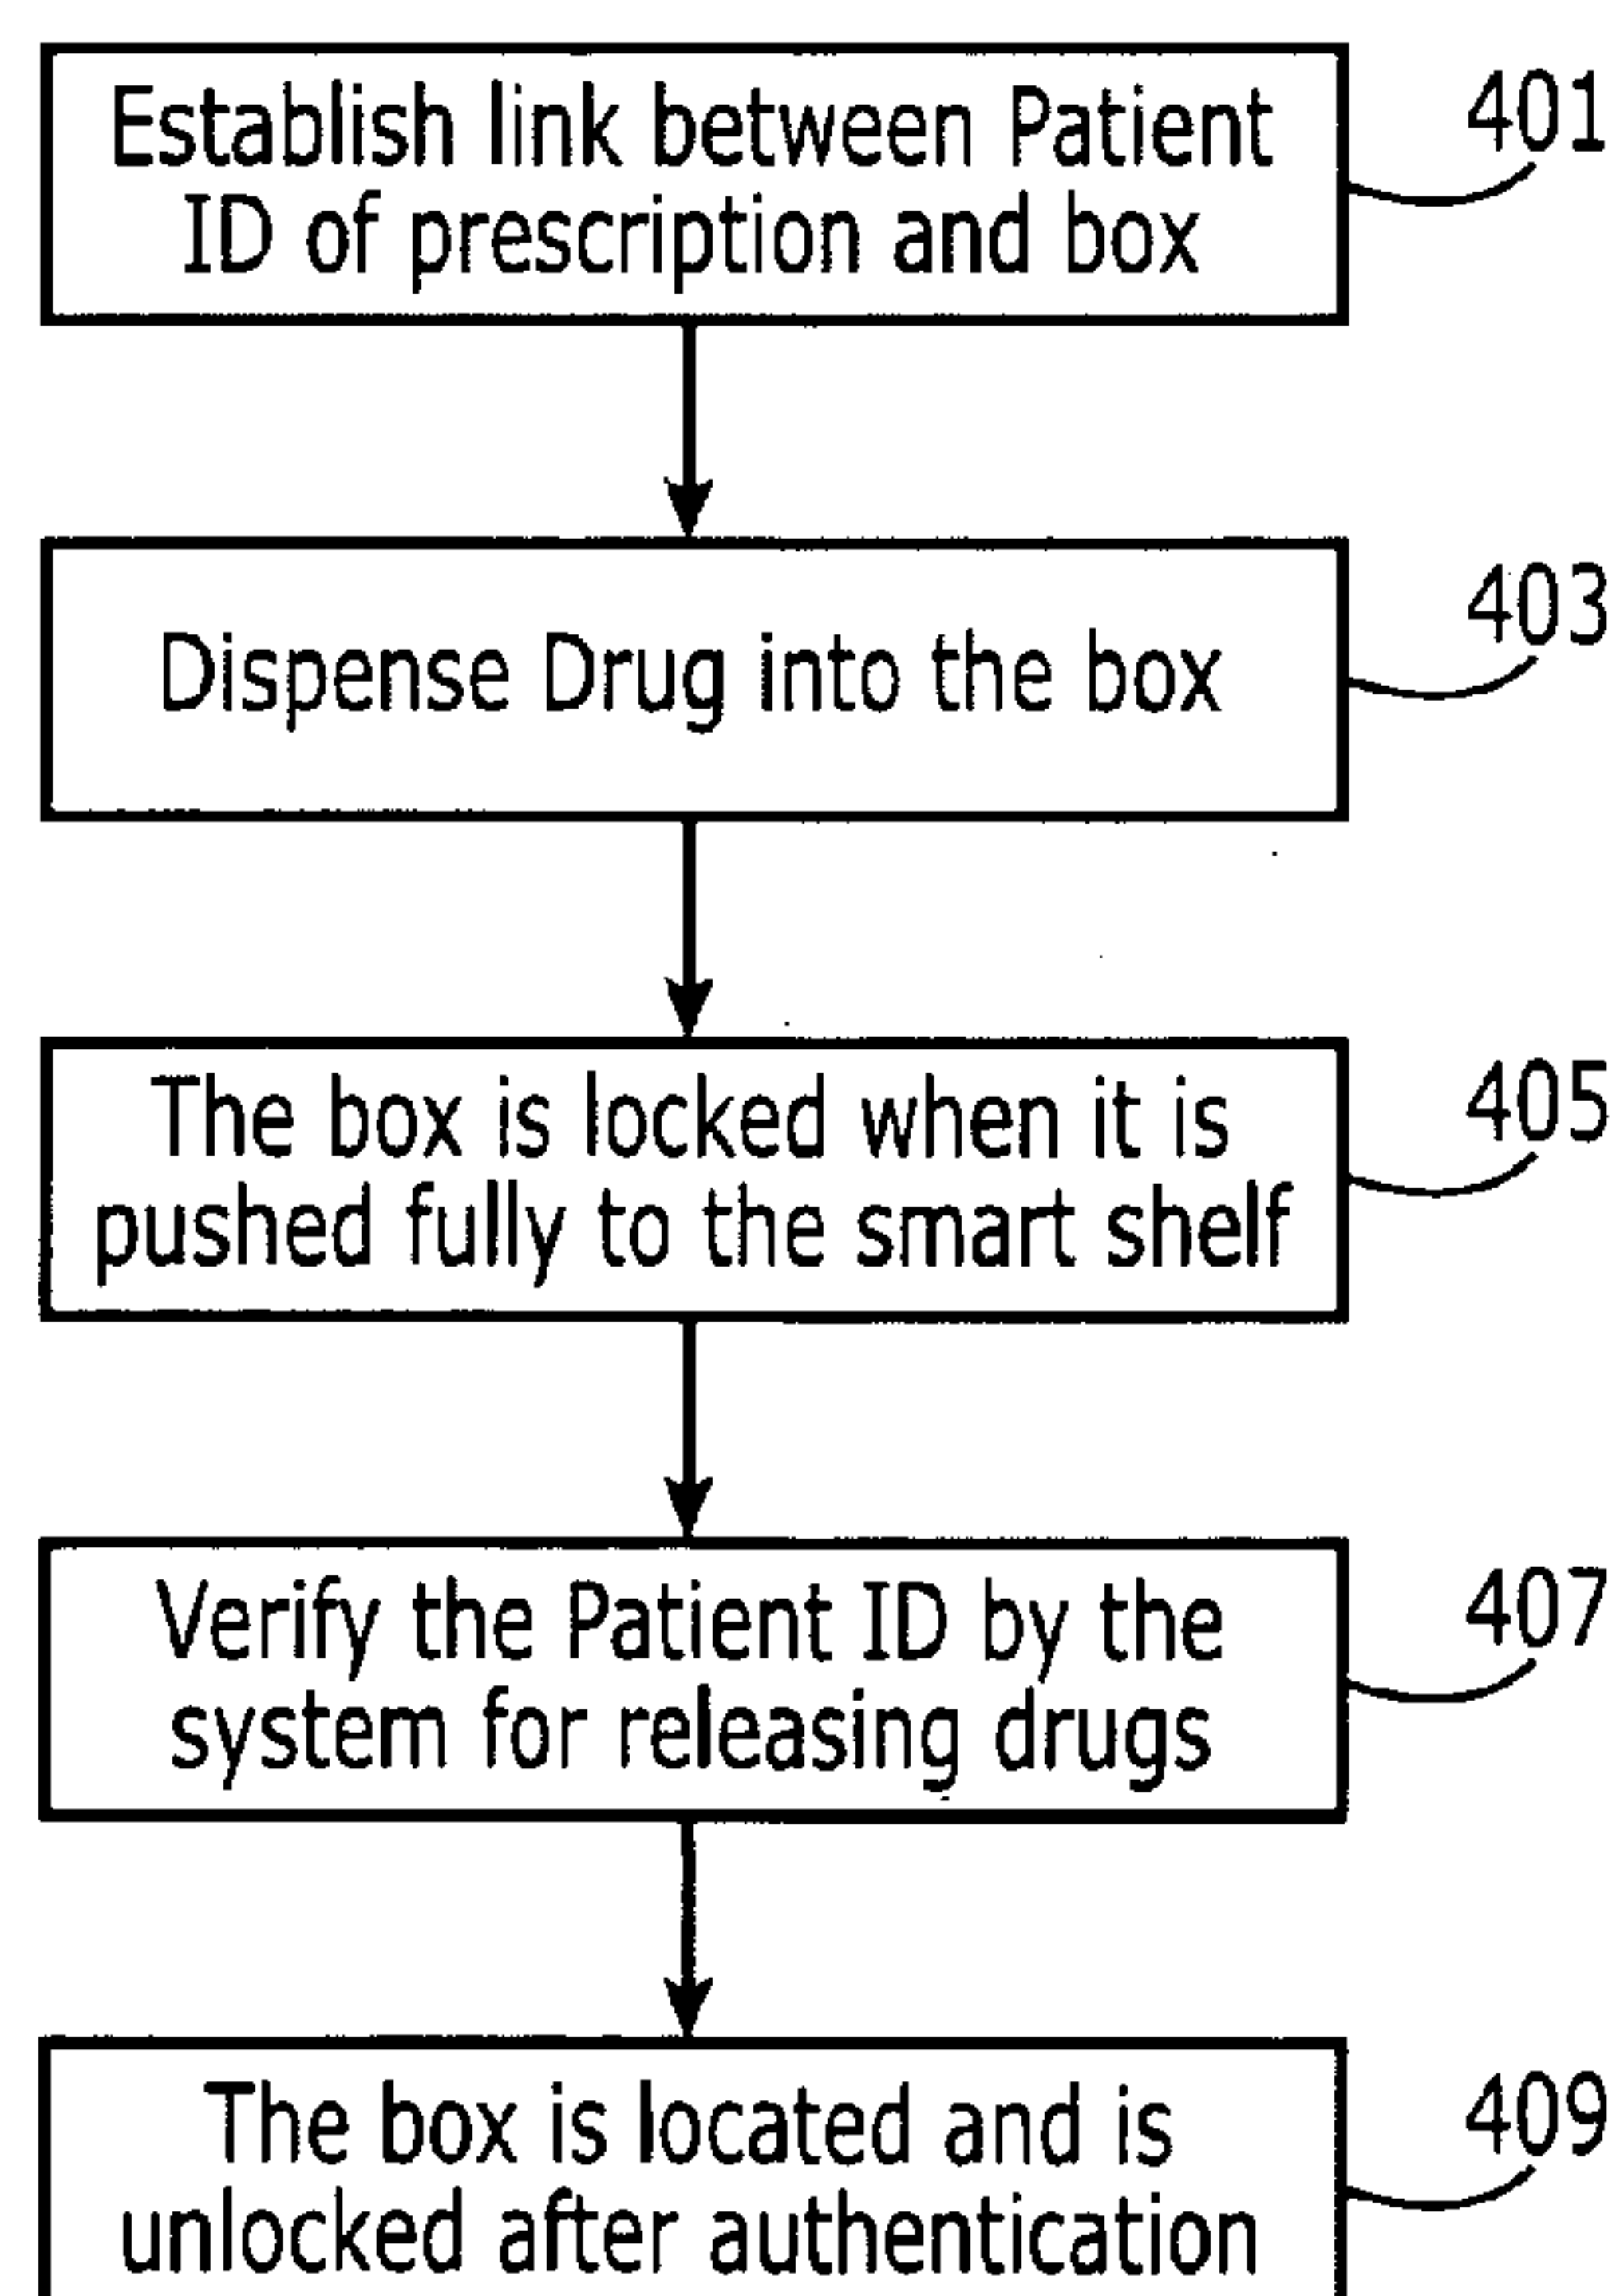 Establish link between Patient
ID of prescription and box
401
Dispense Drug into the box
403
The box is locked when it is
pushed fully to the smart shelf
405
Verify the Patient ID by the
system for releasing drugs
407
The box is located and is
unlocked after authentication
409